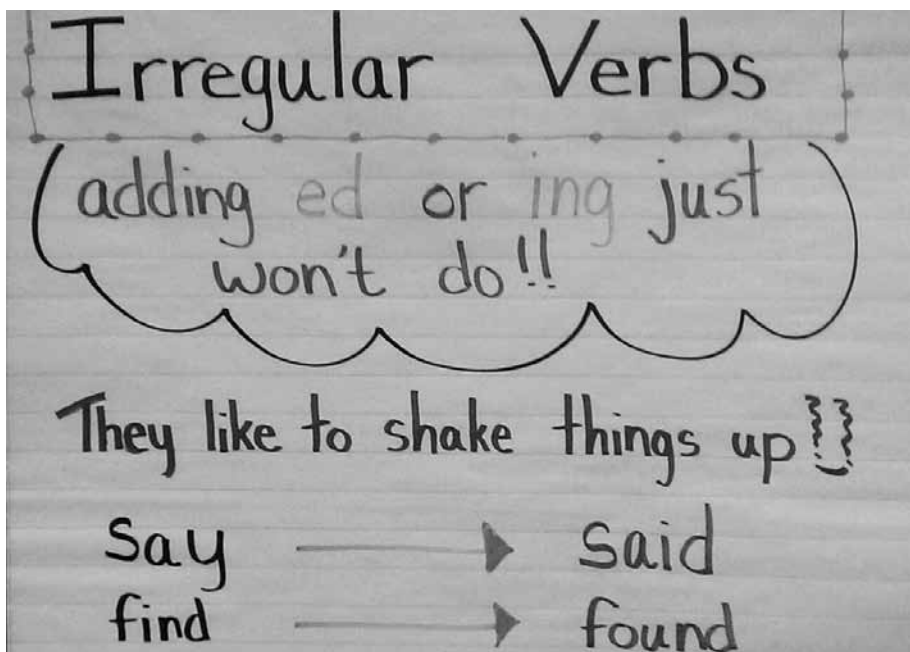 Irregular Verbs
adding ed or ing just
won't do!!
They like to shake things up!!
say → said
find → found